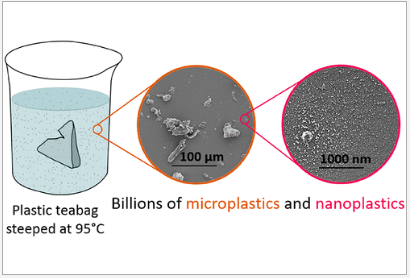 100 μm
1000 nm
Plastic teabag
steeped at 95°C
Billions of microplastics and nanoplastics